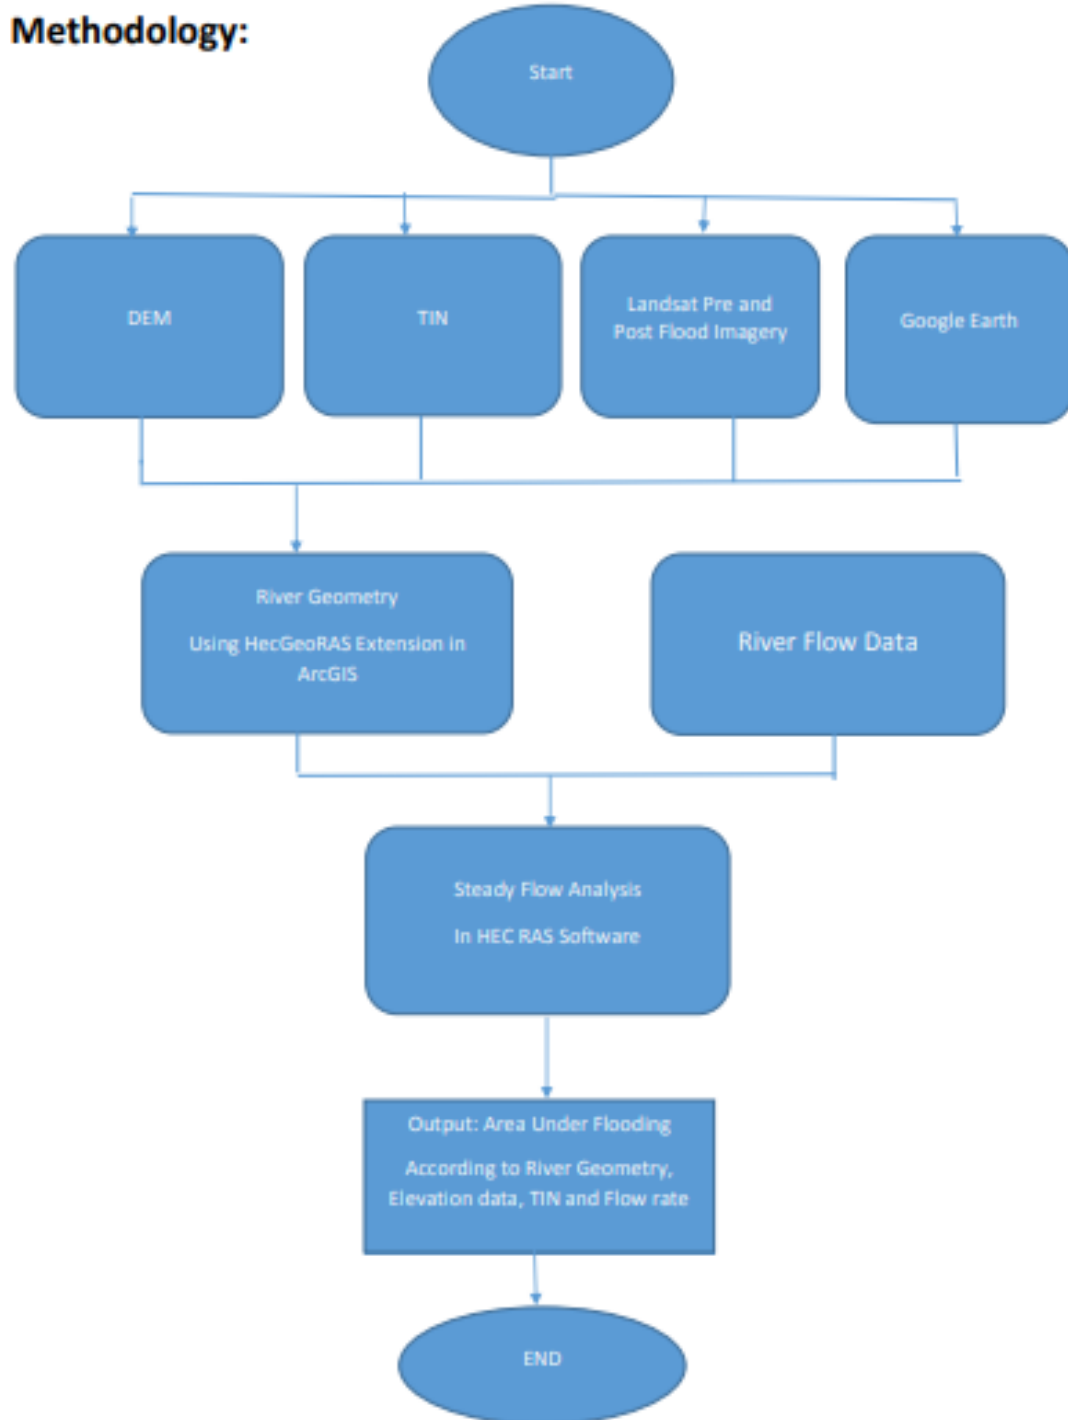 Methodology:
Start
DEM
TIN
Landsat Pre and
Post Flood Imagery
Google Earth
River Geometry
Using HecGeoRAS Extension in
ArcGIS
River Flow Data
Steady Flow Analysis
In HEC RAS Software
Output: Area Under Flooding
According to River Geometry,
Elevation data, TIN and Flow rate
END